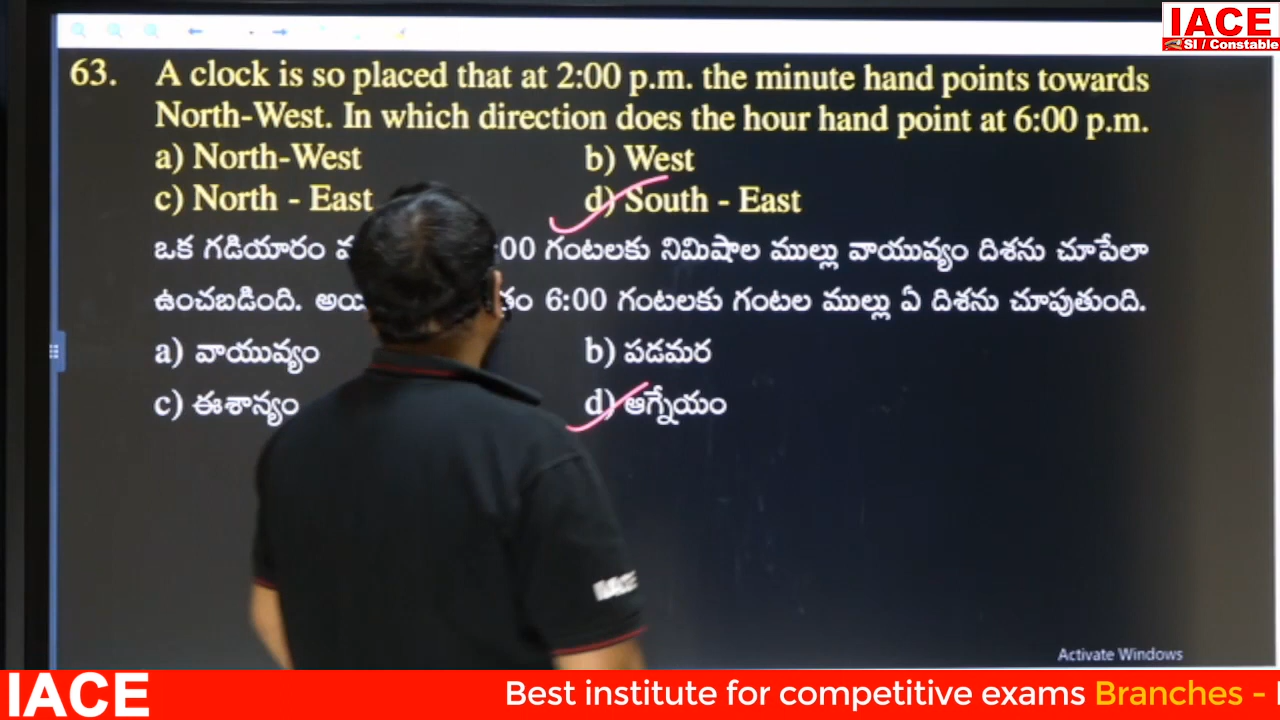 IACE
SI / Constable
63. A clock is so placed that at 2:00 p.m. the minute hand points towards
North-West. In which direction does the hour hand point at 6:00 p.m.
a) North-West b) West
c) North - East d) South - East
ఒక గడియారం :00 గంటలకు నిమిషాల ముల్లు వాయువ్యం దిశను చూపేలా
ఉంచబడింది. 6:00 గంటలకు గంటల ముల్లు ఏ దిశను చూపుతుంది.
a) వాయువ్యం b) పడమర
c) ఈశాన్యం d) ఆగ్నేయం
IACE
Activate Windows
IACE Best institute for competitive exams Branches -